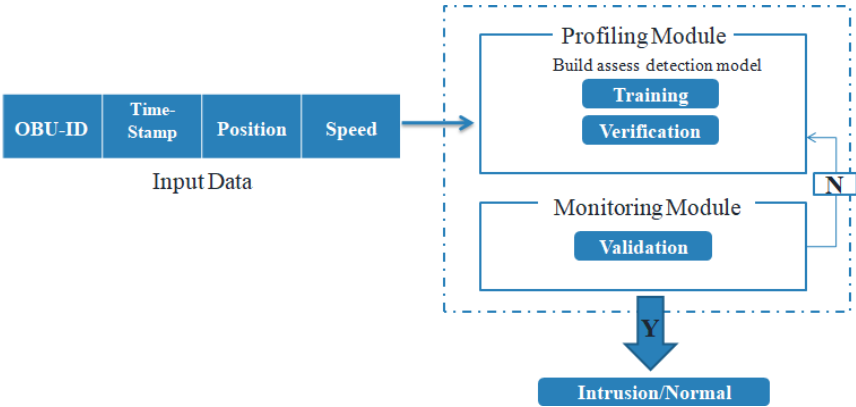 OBU-ID
Time-
Stamp
Position
Speed
Input Data
Profiling Module
Build assess detection model
Training
Verification
N
Monitoring Module
Validation
Y
Intrusion/Normal